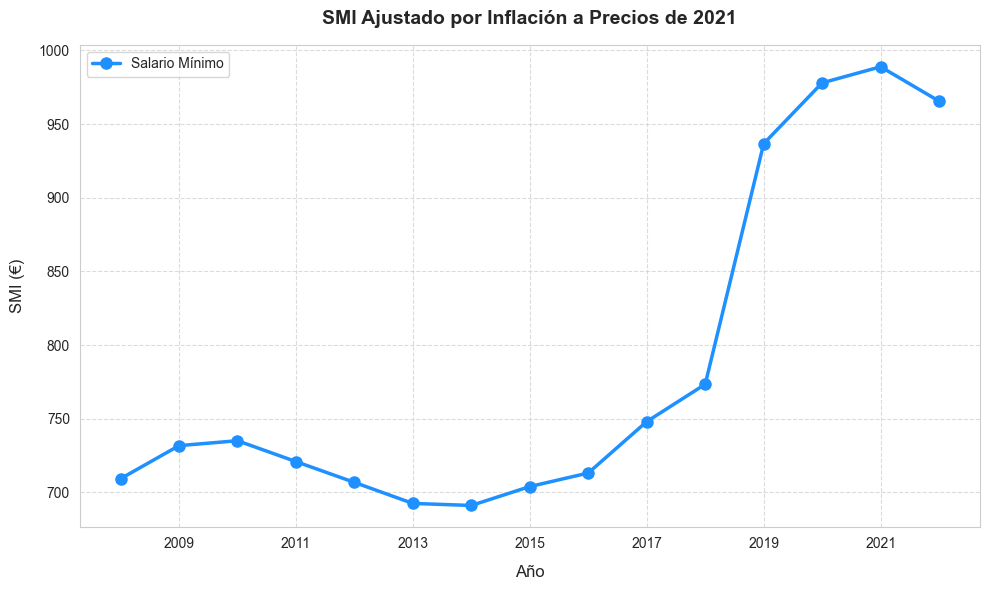 SMI Ajustado por Inflación a Precios de 2021
Salario Mínimo
1000
950
900
850
800
750
700
SMI (€)
2009 2011 2013 2015 2017 2019 2021
Año